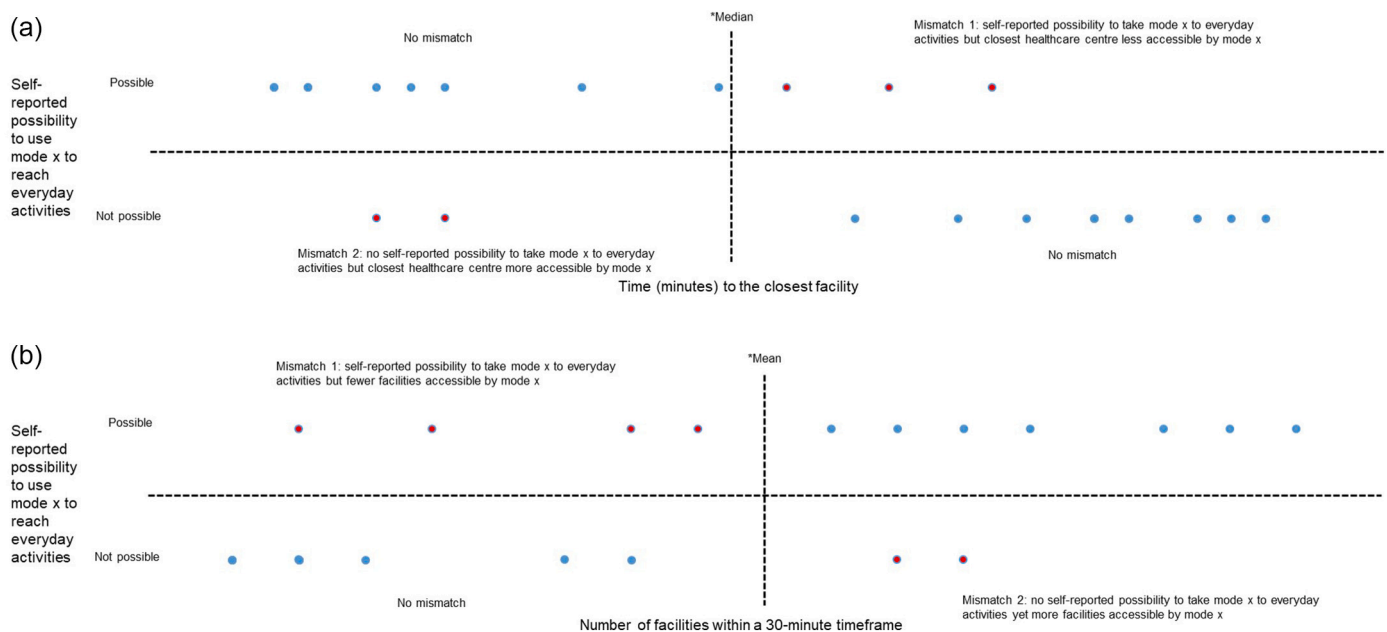 (a)
*Median
Mismatch 1: self-reported possibility to take mode x to everyday
activities but closest healthcare centre less accessible by mode x
No mismatch
Self-
reported
possibility
to use
mode x to
reach
everyday
activities
Possible
Not possible
Mismatch 2: no self-reported possibility to take mode x to everyday
activities but closest healthcare centre more accessible by mode x
No mismatch
Time (minutes) to the closest facility
(b)
*Mean
Mismatch 1: self-reported possibility to take mode x to everyday
activities but fewer facilities accessible by mode x
Self-
reported
possibility
to use
mode x to
reach
everyday
activities
Possible
Not possible
No mismatch
Mismatch 2: no self-reported possibility to take mode x to everyday
activities yet more facilities accessible by mode x
Number of facilities within a 30-minute timeframe